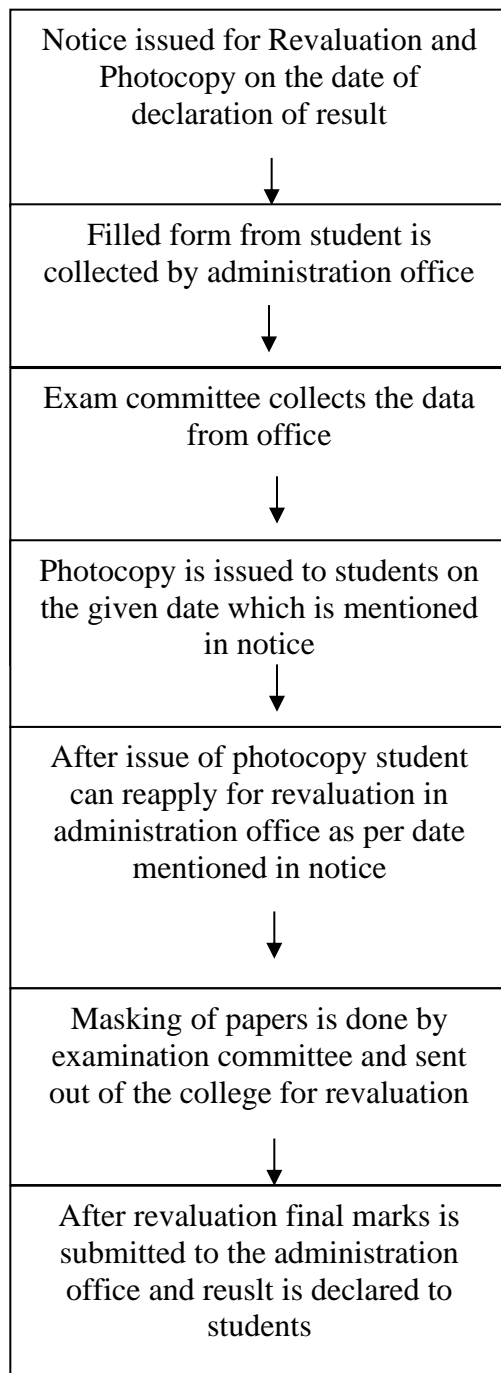 Notice issued for Revaluation and
Photocopy on the date of
declaration of result
Filled form from student is
collected by administration office
Exam committee collects the data
from office
Photocopy is issued to students on
the given date which is mentioned
in notice
After issue of photocopy student
can reapply for revaluation in
administration office as per date
mentioned in notice
Masking of papers is done by
examination committee and sent
out of the college for revaluation
After revaluation final marks is
submitted to the administration
office and reuslt is declared to
students